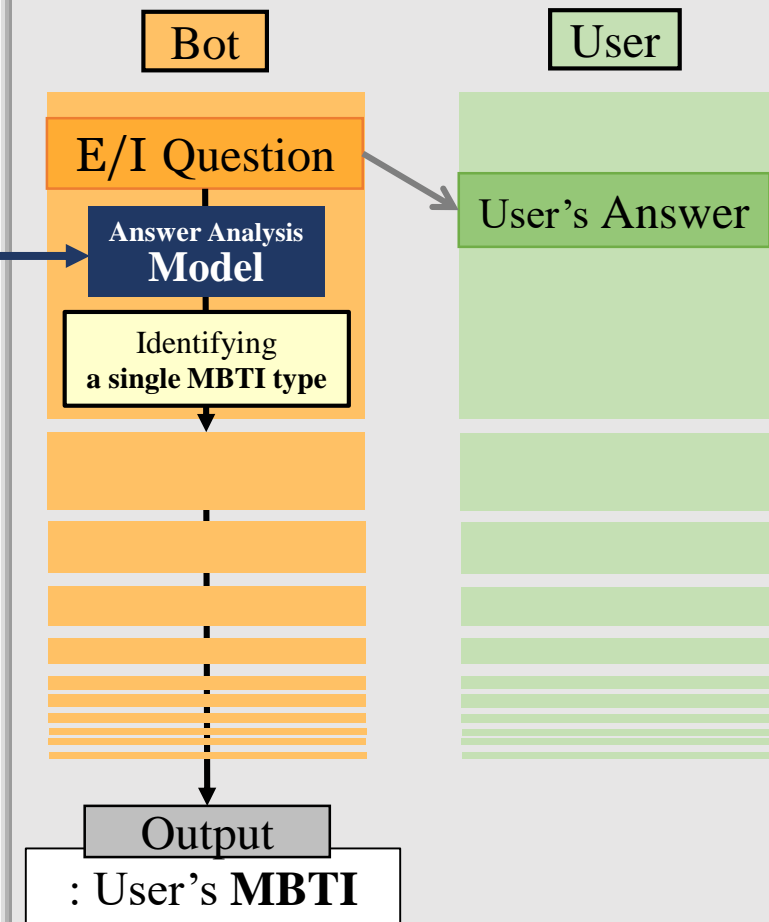 Bot
User
E/I Question
User’s Answer
Answer Analysis
Model
Identifying
a single MBTI type
Output
: User’s MBTI